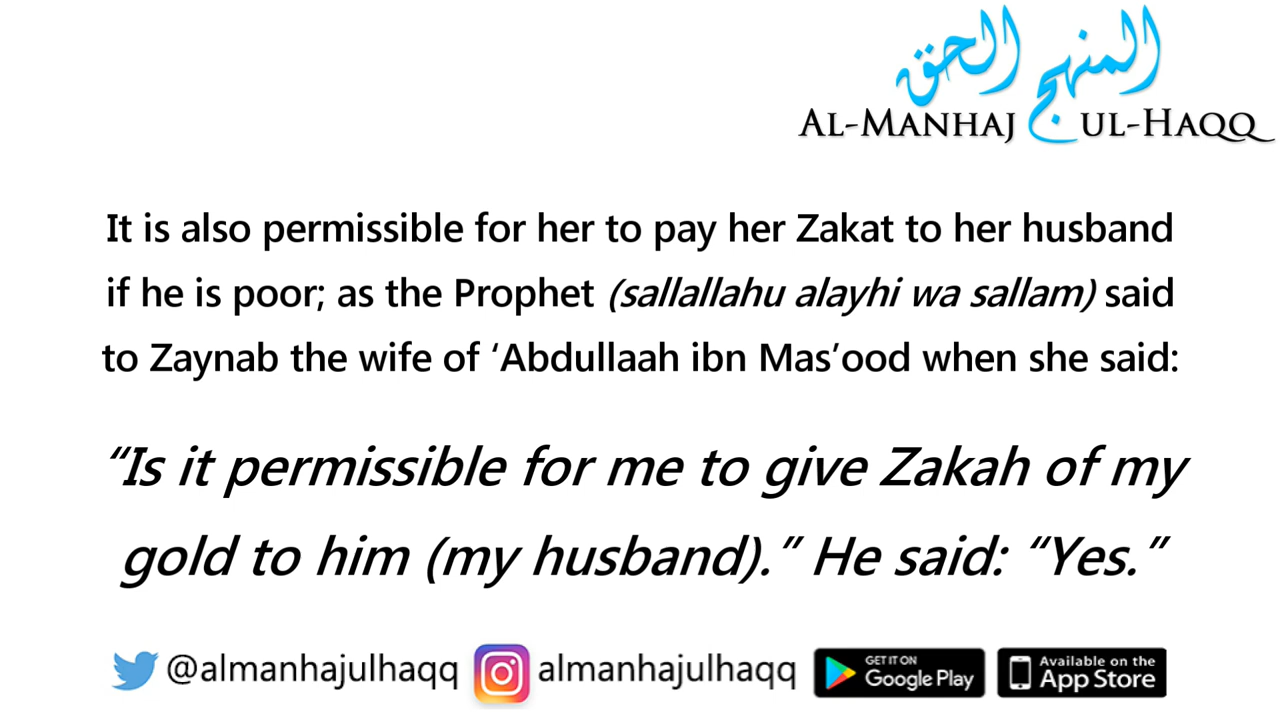 المنهج الحق
AL-MANHAJ UL-HAQQ
It is also permissible for her to pay her Zakat to her husband
if he is poor; as the Prophet (sallallahu alayhi wa sallam) said
to Zaynab the wife of ‘Abdullaah ibn Mas’ood when she said:
“Is it permissible for me to give Zakah of my
gold to him (my husband).” He said: “Yes.”
@almanhajulhaqq almanhajulhaqq GET IT ON Google Play Available on the App Store